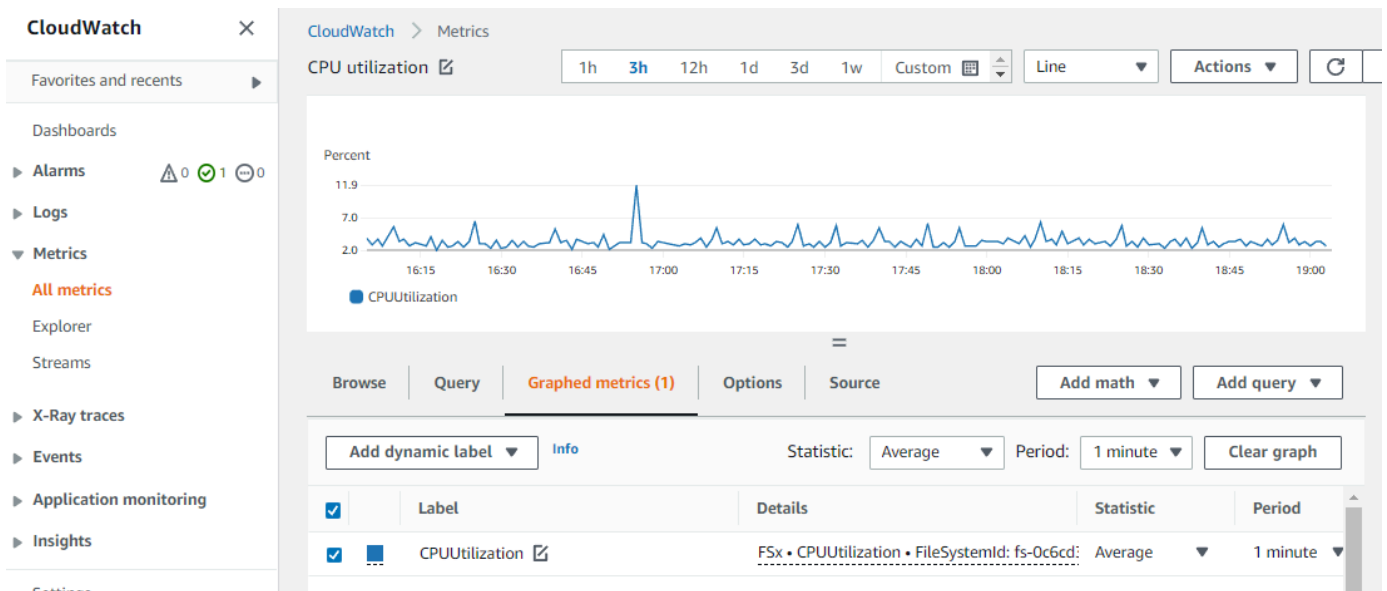 CloudWatch
Favorites and recents
Dashboards
Alarms 0 1 0
Logs
Metrics
All metrics
Explorer
Streams
X-Ray traces
Events
Application monitoring
Insights
Settings
CloudWatch > Metrics
CPU utilization 1h 3h 12h 1d 3d 1w Custom Line Actions
Percent
11.9
7.0
2.0
16:15 16:30 16:45 17:00 17:15 17:30 17:45 18:00 18:15 18:30 18:45 19:00
CPUUtilization
Browse Query Graphed metrics (1) Options Source Add math Add query
Add dynamic label Info Statistic: Average Period: 1 minute Clear graph
Label Details Statistic Period
CPUUtilization FSx • CPUUtilization • FileSystemId: fs-0c6cd Average 1 minute